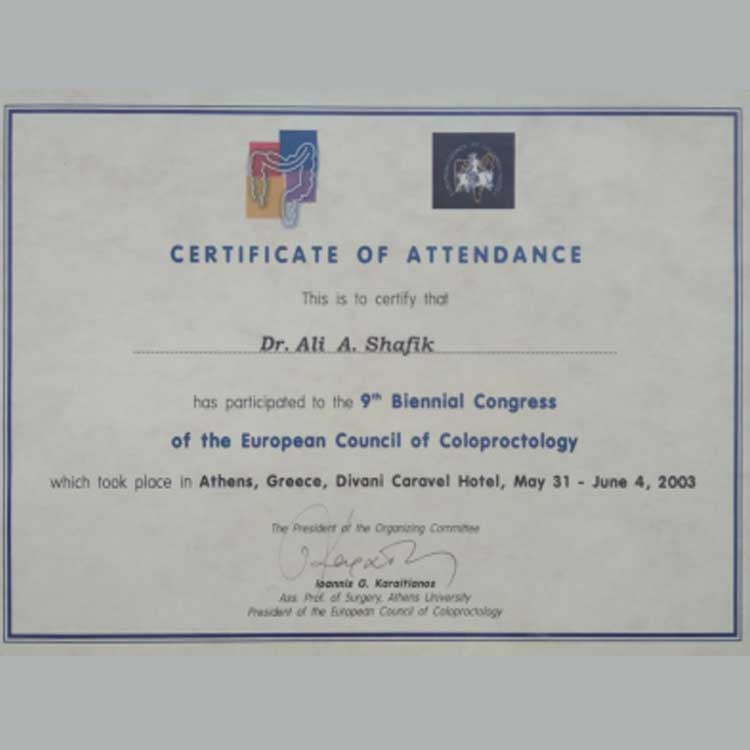 CERTIFICATE OF ATTENDANCE
This is to certify that
Dr. Ali A. Shafik
has participated to the 9th Biennial Congress
of the European Council of Coloproctology
which took place in Athens, Greece, Divani Caravel Hotel, May 31 - June 4, 2003
The President of the Organizing Committee
Ioannis G. Karaitianos
Ass. Prof. of Surgery, Athens University
President of the European Council of Coloproctology